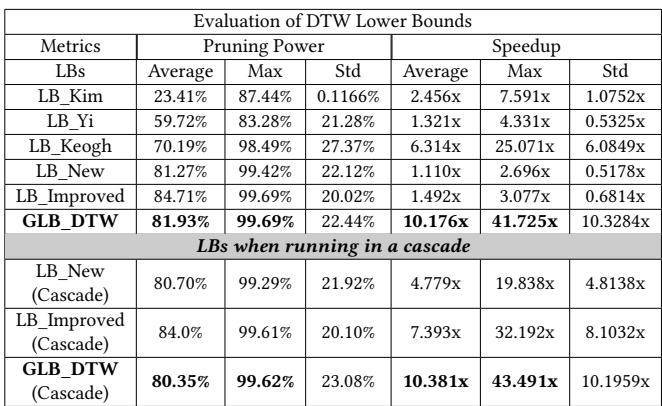 Evaluation of DTW Lower Bounds
Metrics Pruning Power Speedup
LBs Average Max Std Average Max Std
LB_Kim 23.41% 87.44% 0.1166% 2.456x 7.591x 1.0752x
LB_Yi 59.72% 83.28% 21.28% 1.321x 4.331x 0.5325x
LB_Keogh 70.19% 98.49% 27.37% 6.314x 25.071x 6.0849x
LB_New 81.27% 99.42% 22.12% 1.110x 2.696x 0.5178x
LB_Improved 84.71% 99.69% 20.02% 1.492x 3.077x 0.6814x
GLB_DTW 81.93% 99.69% 22.44% 10.176x 41.725x 10.3284x
LBs when running in a cascade
LB_New
(Cascade) 80.70% 99.29% 21.92% 4.779x 19.838x 4.8138x
LB_Improved
(Cascade) 84.0% 99.61% 20.10% 7.393x 32.192x 8.1032x
GLB_DTW
(Cascade) 80.35% 99.62% 23.08% 10.381x 43.491x 10.1959x